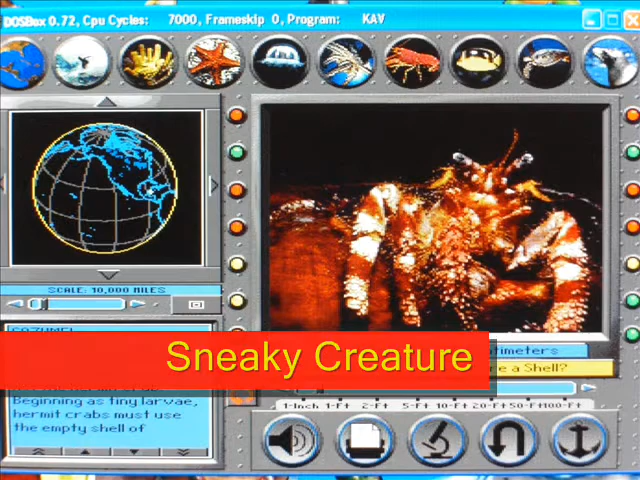 DOSBox 0.72, Cpu Cycles: 7000, Frameskip 0, Program: KAV
SCALE: 10,000 MILES
COZUMEL
timeters
e a Shell?
Sneaky Creature
Beginning as tiny larvae,
hermit crabs must use
the empty shell of
1-Inch 1-Ft 2-Ft 5-Ft 10-Ft 20-Ft 50-Ft 100-Ft